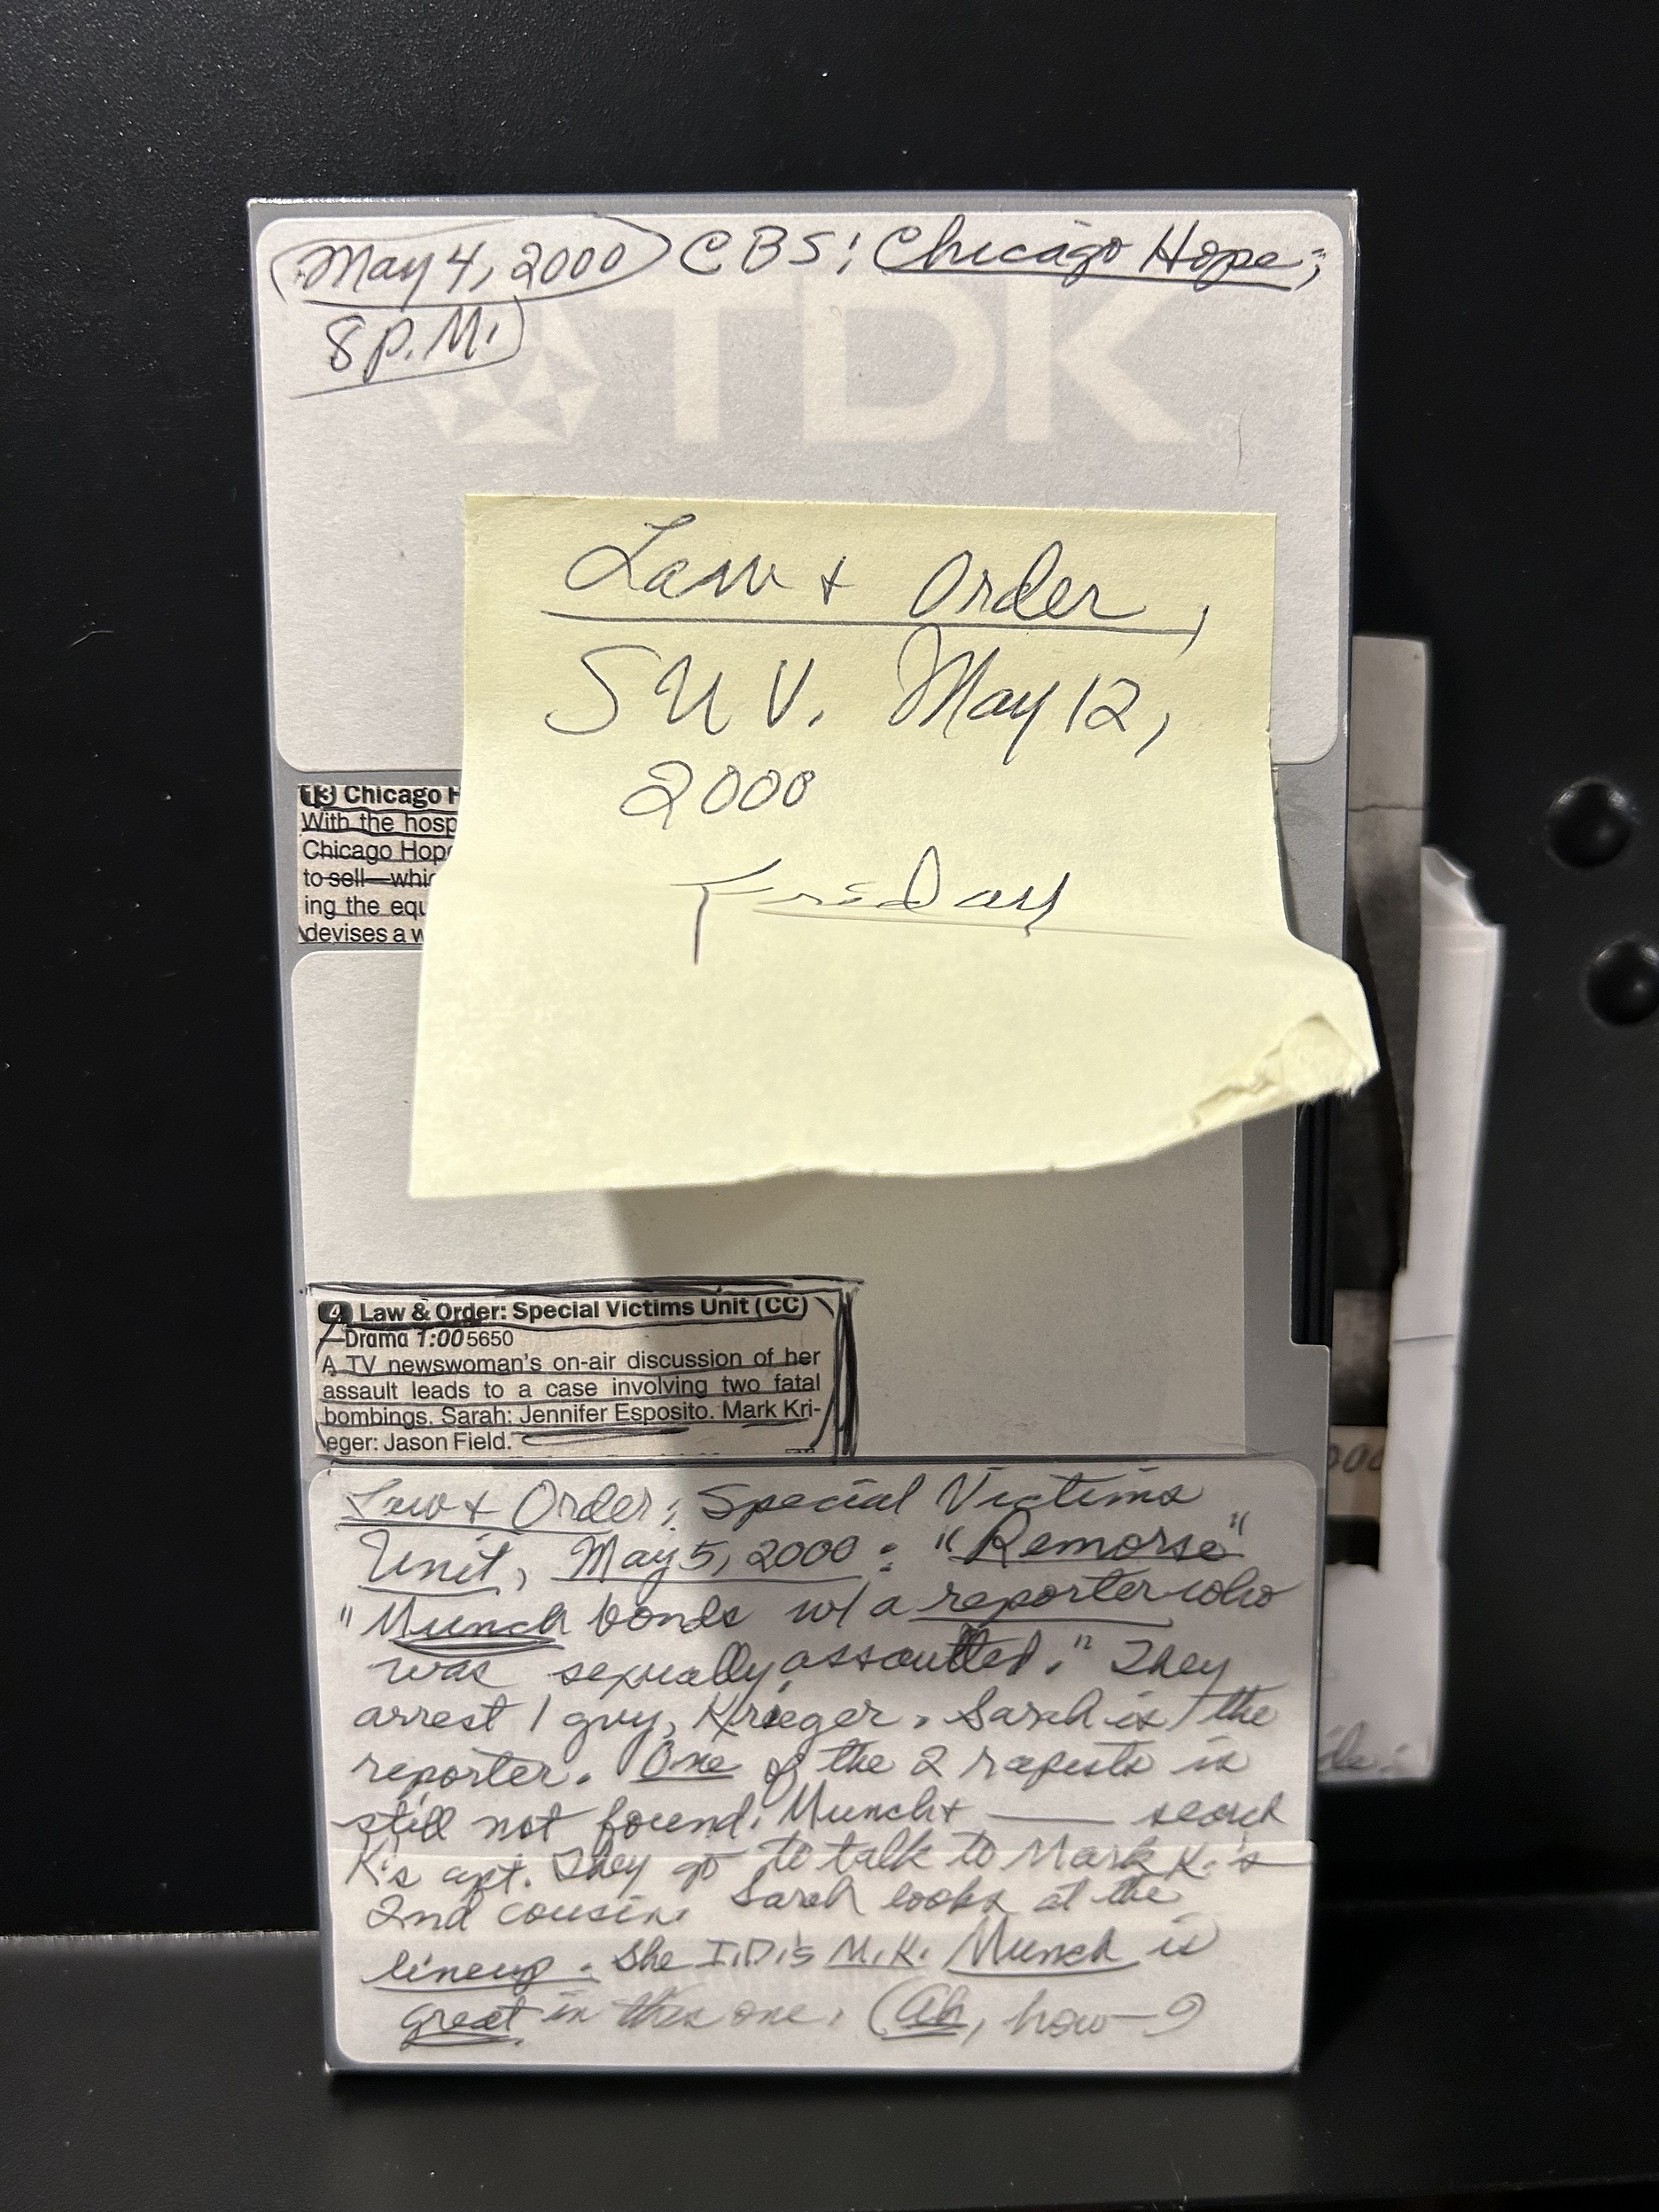 May 4, 2000 CBS: Chicago Hope;
8 P.M.
TDK
Law + Order,
SUV. May 12,
2000
Friday
13 Chicago H
With the hosp
Chicago Hope
to sell—whic
ing the equ
devises a w
4 Law & Order: Special Victims Unit (CC)
—Drama 1:00 5650
A TV newswoman's on-air discussion of her
assault leads to a case involving two fatal
bombings. Sarah: Jennifer Esposito. Mark Kri-
eger: Jason Field.
Law + Order: Special Victims
Unit, May 5, 2000: "Remorse"
"Munch bonds w/ a reporter who
was sexually assaulted." They
arrest 1 guy, Krieger. Sarah is the
reporter. One of the 2 rapists is
still not found. Munch + ___ search
K's apt. They go to talk to Mark K.'s
2nd cousin. Sarah looks at the
lineup. She I.D.'s M.K. Munch is
great in this one. (Ah, how—